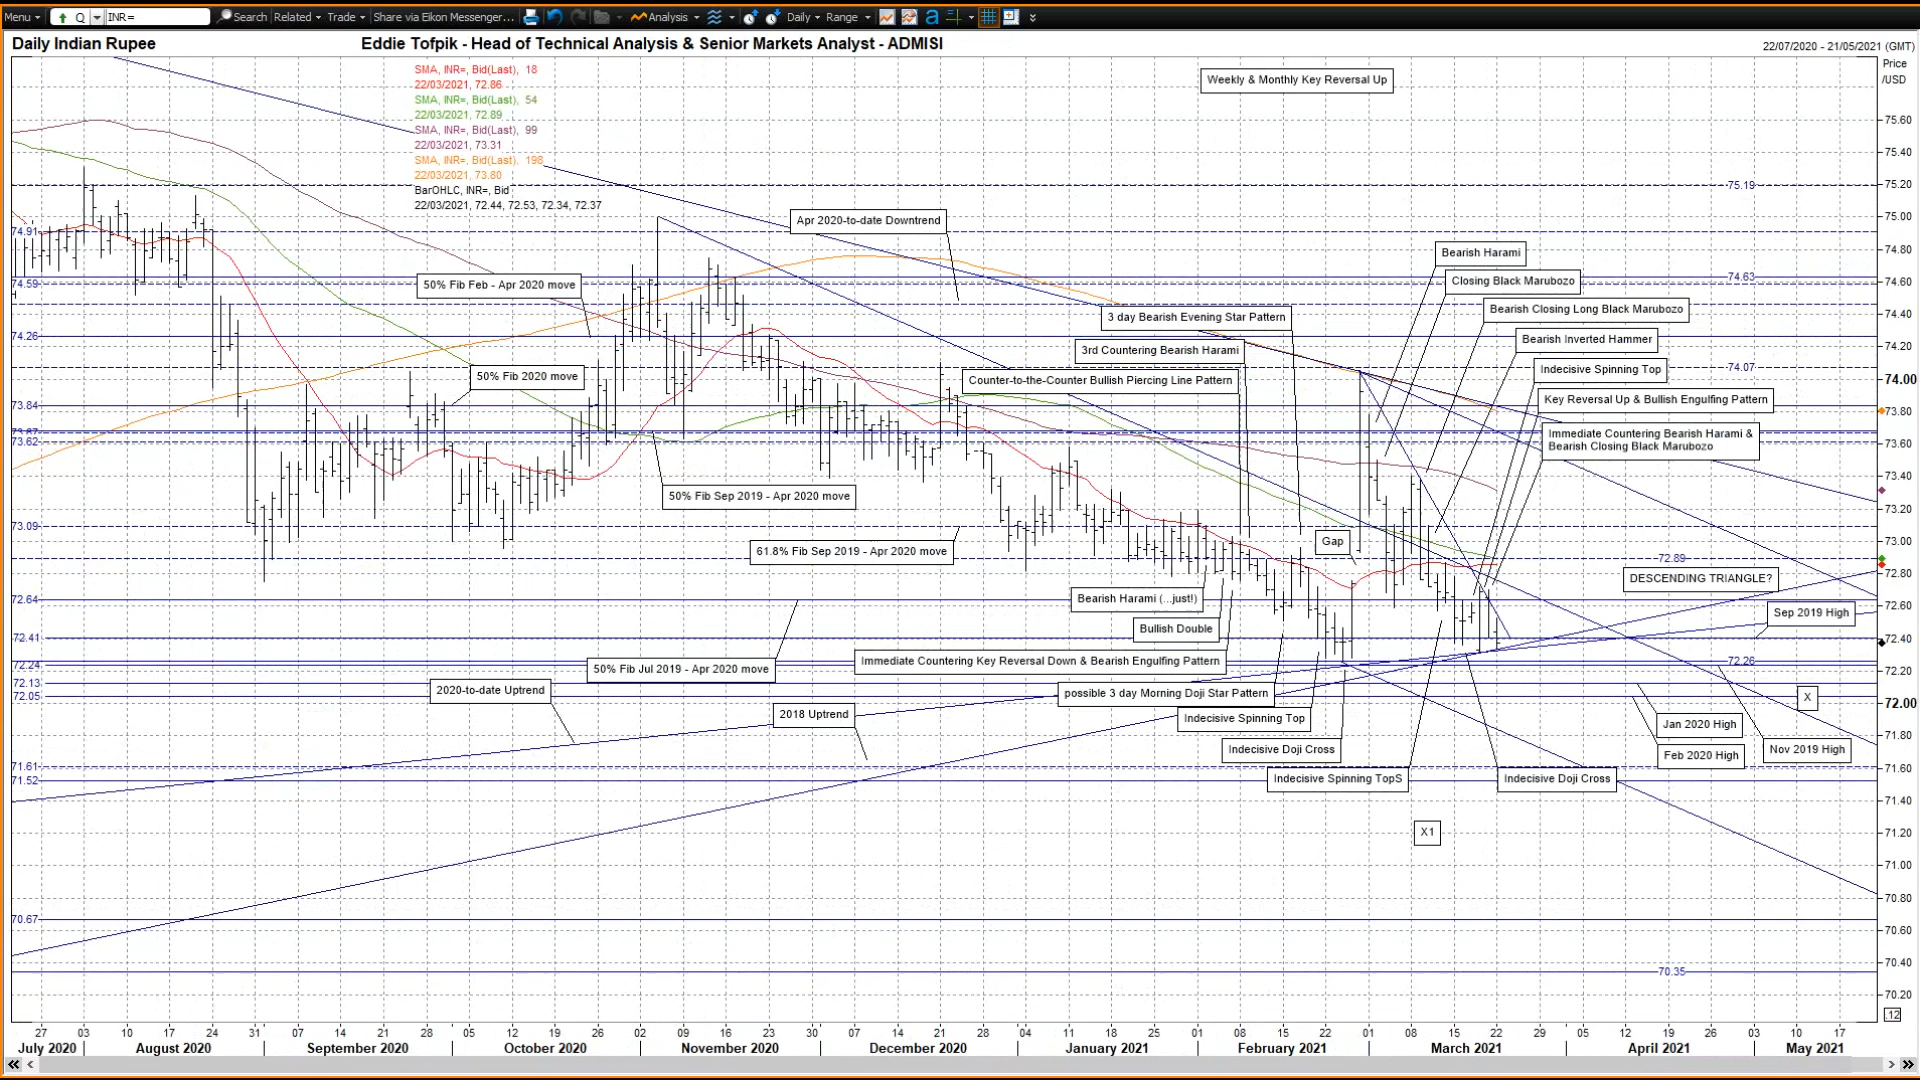 Menu
Q
INR=
Search
Related
Trade
Share via Eikon Messenger...
Analysis
Daily
Range
Daily Indian Rupee
Eddie Tofpik - Head of Technical Analysis & Senior Markets Analyst - ADMISI
22/07/2020 - 21/05/2021 (GMT)
SMA, INR=, Bid(Last), 18
22/03/2021, 72.86
SMA, INR=, Bid(Last), 54
22/03/2021, 72.89
SMA, INR=, Bid(Last), 99
22/03/2021, 73.31
SMA, INR=, Bid(Last), 198
22/03/2021, 73.80
BarOHLC, INR=, Bid
22/03/2021, 72.44, 72.53, 72.34, 72.37
Weekly & Monthly Key Reversal Up
Price
/USD
75.60
75.40
75.20
75.00
74.80
74.60
74.40
74.20
74.00
73.80
73.60
73.40
73.20
73.00
72.80
72.60
72.40
72.20
72.00
71.80
71.60
71.40
71.20
71.00
70.80
70.60
70.40
70.20
.12
75.19
74.63
74.07
72.89
72.26
70.35
74.91
74.59
74.26
73.84
73.62
73.09
72.64
72.41
72.24
72.13
72.05
71.61
71.52
70.67
Apr 2020-to-date Downtrend
50% Fib Feb - Apr 2020 move
50% Fib 2020 move
50% Fib Sep 2019 - Apr 2020 move
61.8% Fib Sep 2019 - Apr 2020 move
50% Fib Jul 2019 - Apr 2020 move
2020-to-date Uptrend
2018 Uptrend
3 day Bearish Evening Star Pattern
3rd Countering Bearish Harami
Counter-to-the-Counter Bullish Piercing Line Pattern
Bearish Harami
Closing Black Marubozo
Bearish Closing Long Black Marubozo
Bearish Inverted Hammer
Indecisive Spinning Top
Key Reversal Up & Bullish Engulfing Pattern
Immediate Countering Bearish Harami &
Bearish Closing Black Marubozo
Gap
DESCENDING TRIANGLE?
Sep 2019 High
Bearish Harami (...just!)
Bullish Double
Immediate Countering Key Reversal Down & Bearish Engulfing Pattern
possible 3 day Morning Doji Star Pattern
Indecisive Spinning Top
Indecisive Doji Cross
Indecisive Spinning TopS
Indecisive Doji Cross
X
Jan 2020 High
Feb 2020 High
Nov 2019 High
X1
27 03 10 17 24 31 07 14 21 28 05 12 19 26 02 09 16 23 30 07 14 21 28 04 11 18 25 01 08 15 22 01 08 15 22 29 05 12 19 26 03 10 17
July 2020 August 2020 September 2020 October 2020 November 2020 December 2020 January 2021 February 2021 March 2021 April 2021 May 2021